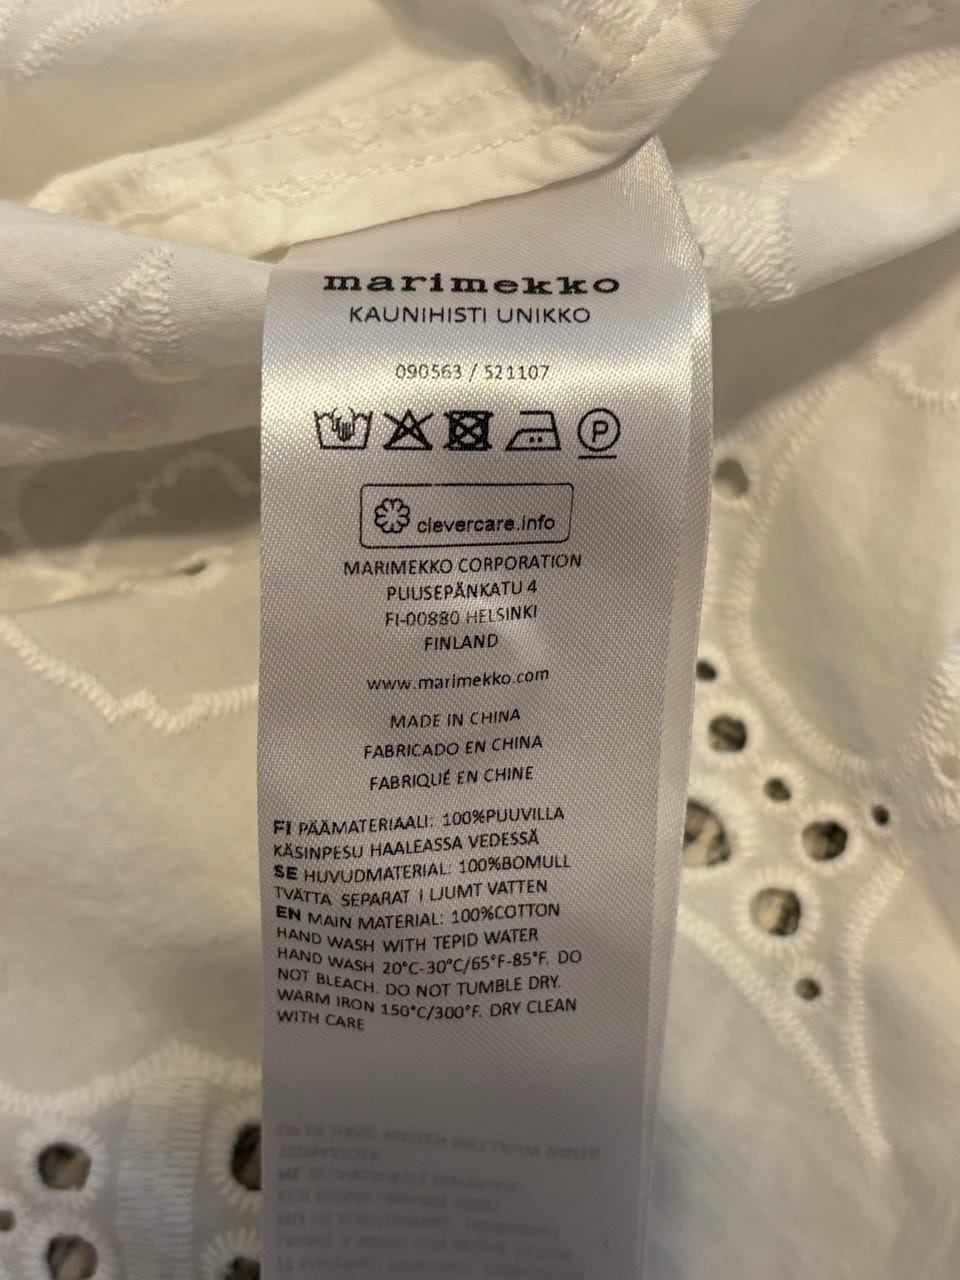 marimekko
KAUNIHISTI UNIKKO
090563 / 521107
P
clevercare.info
MARIMEKKO CORPORATION
PUUSEPÄNKATU 4
FI-00880 HELSINKI
FINLAND
www.marimekko.com
MADE IN CHINA
FABRICADO EN CHINA
FABRIQUÉ EN CHINE
FI PÄÄMATERIAALI: 100%PUUVILLA
KÄSINPESU HAALEASSA VEDESSÄ
SE HUVUDMATERIAL: 100%BOMULL
TVÄTTA SEPARAT I LJUMT VATTEN
EN MAIN MATERIAL: 100%COTTON
HAND WASH WITH TEPID WATER
HAND WASH 20°C-30°C/65°F-85°F. DO
NOT BLEACH. DO NOT TUMBLE DRY.
WARM IRON 150°C/300°F. DRY CLEAN
WITH CARE